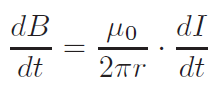 dB/dt = μ₀/2πr · dI/dt